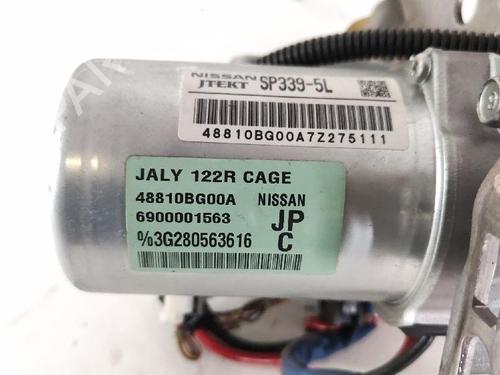 NISSAN SP339-5L
JTEKT
48810BG00A7Z275111
JALY 122R CAGE
48810BG00A NISSAN
6900001563 JP
%3G280563616 C